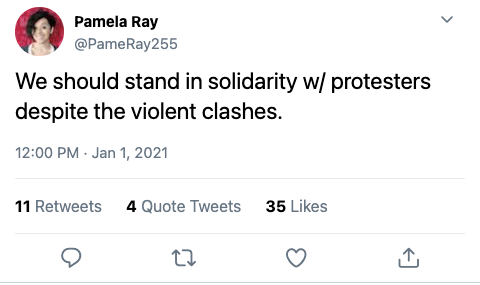 Pamela Ray
@PameRay255
We should stand in solidarity w/ protesters
despite the violent clashes.
12:00 PM · Jan 1, 2021
11 Retweets 4 Quote Tweets 35 Likes